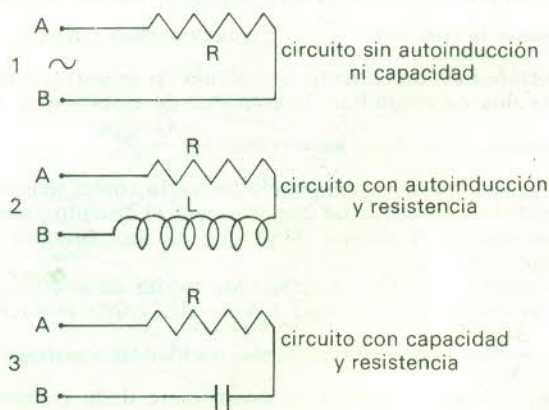 A
R
1
circuito sin autoinducción
ni capacidad
B
R
A
circuito con autoinducción
y resistencia
2
L
B
R
A
circuito con capacidad
y resistencia
3
B